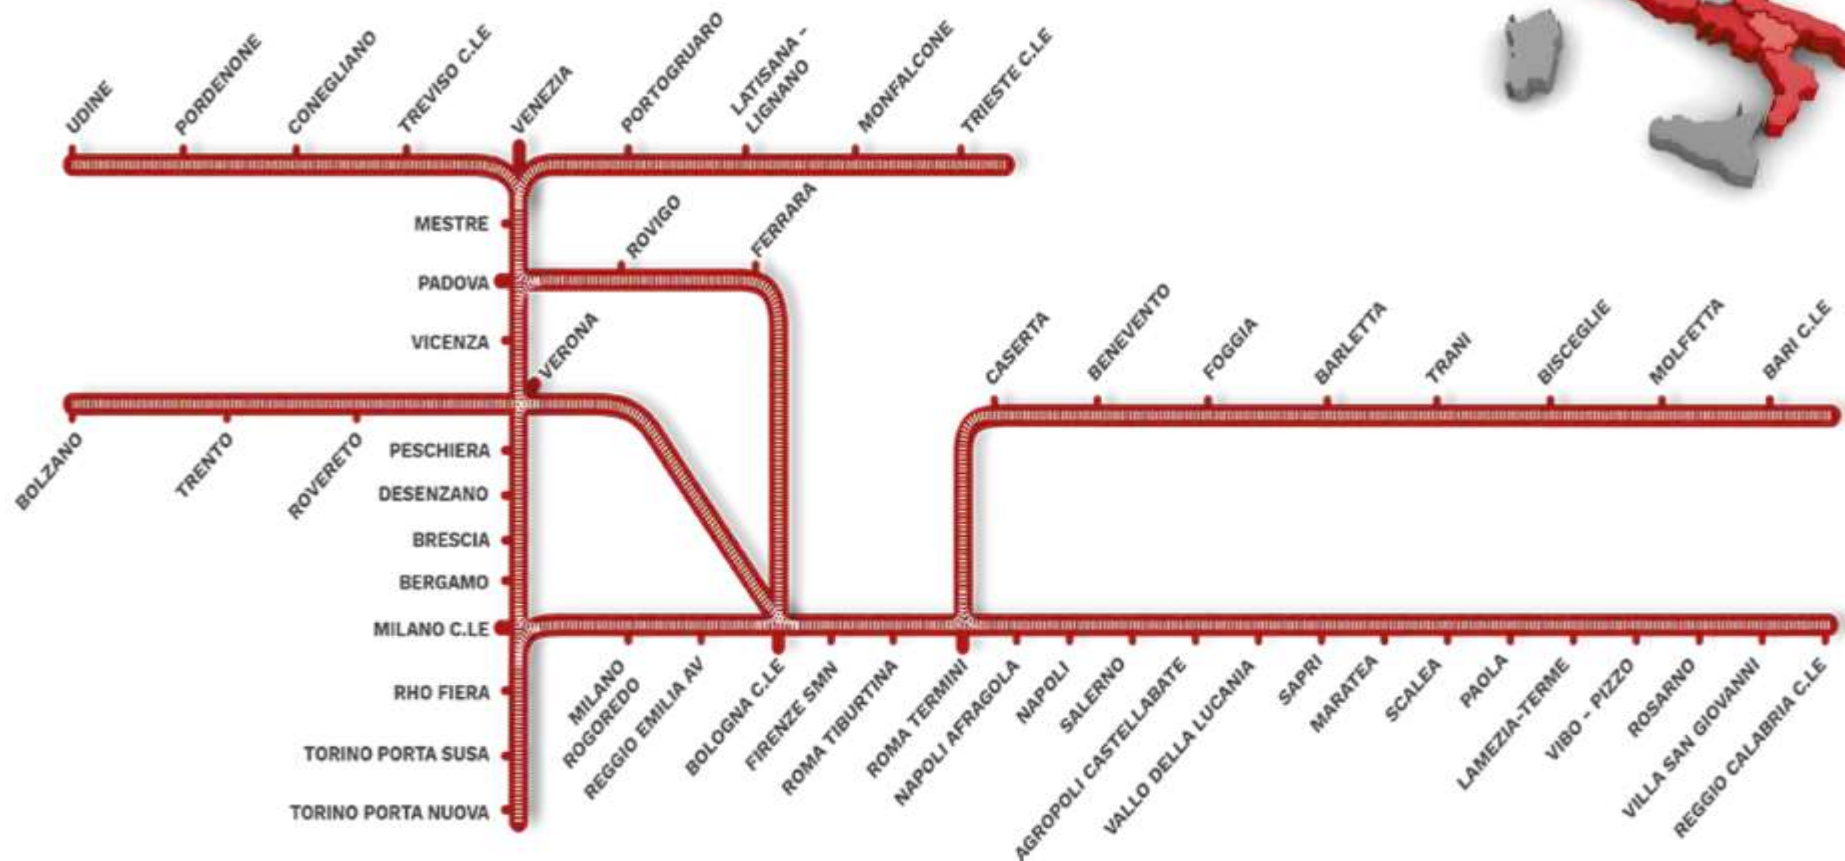 UDINE
PORDENONE
CONEGLIANO
TREVISO C.LE
VENEZIA
PORTOGRUARO
LATISANA -
LIGNANO
MONFALCONE
TRIESTE C.LE
MESTRE
PADOVA
ROVIGO
FERRARA
VICENZA
VERONA
BOLZANO
TRENTO
ROVERETO
PESCHIERA
DESENZANO
BRESCIA
BERGAMO
MILANO C.LE
RHO FIERA
TORINO PORTA SUSA
TORINO PORTA NUOVA
CASERTA
BENEVENTO
FOGGIA
BARLETTA
TRANI
BISCEGLIE
MOLFETTA
BARI C.LE
MILANO
ROGOREDO
REGGIO EMILIA AV
BOLOGNA C.LE
FIRENZE SMN
ROMA TIBURTINA
ROMA TERMINI
NAPOLI AFRAGOLA
NAPOLI
SALERNO
AGROPOLI CASTELLABATE
VALLO DELLA LUCANIA
SAPRI
MARATEA
SCALEA
PAOLA
LAMEZIA-TERME
VIBO - PIZZO
ROSARNO
VILLA SAN GIOVANNI
REGGIO CALABRIA C.LE